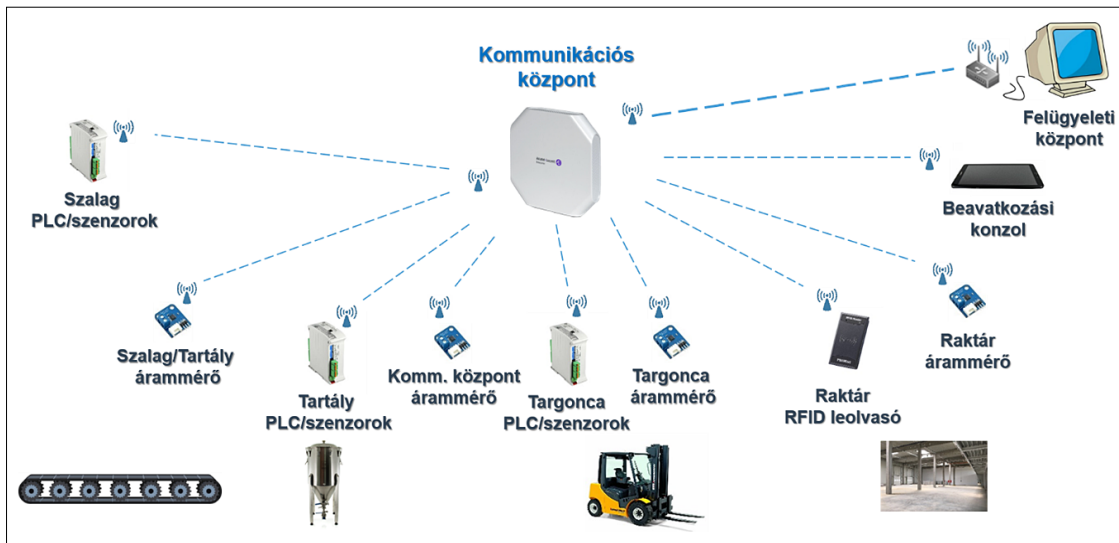 Kommunikációs
központ
Felügyeleti
központ
Szalag
PLC/szenzorok
Beavatkozási
konzol
Szalag/Tartály
árammérő
Tartály
PLC/szenzorok
Komm. központ
árammérő
Targonca
PLC/szenzorok
Targonca
árammérő
Raktár
RFID leolvasó
Raktár
árammérő